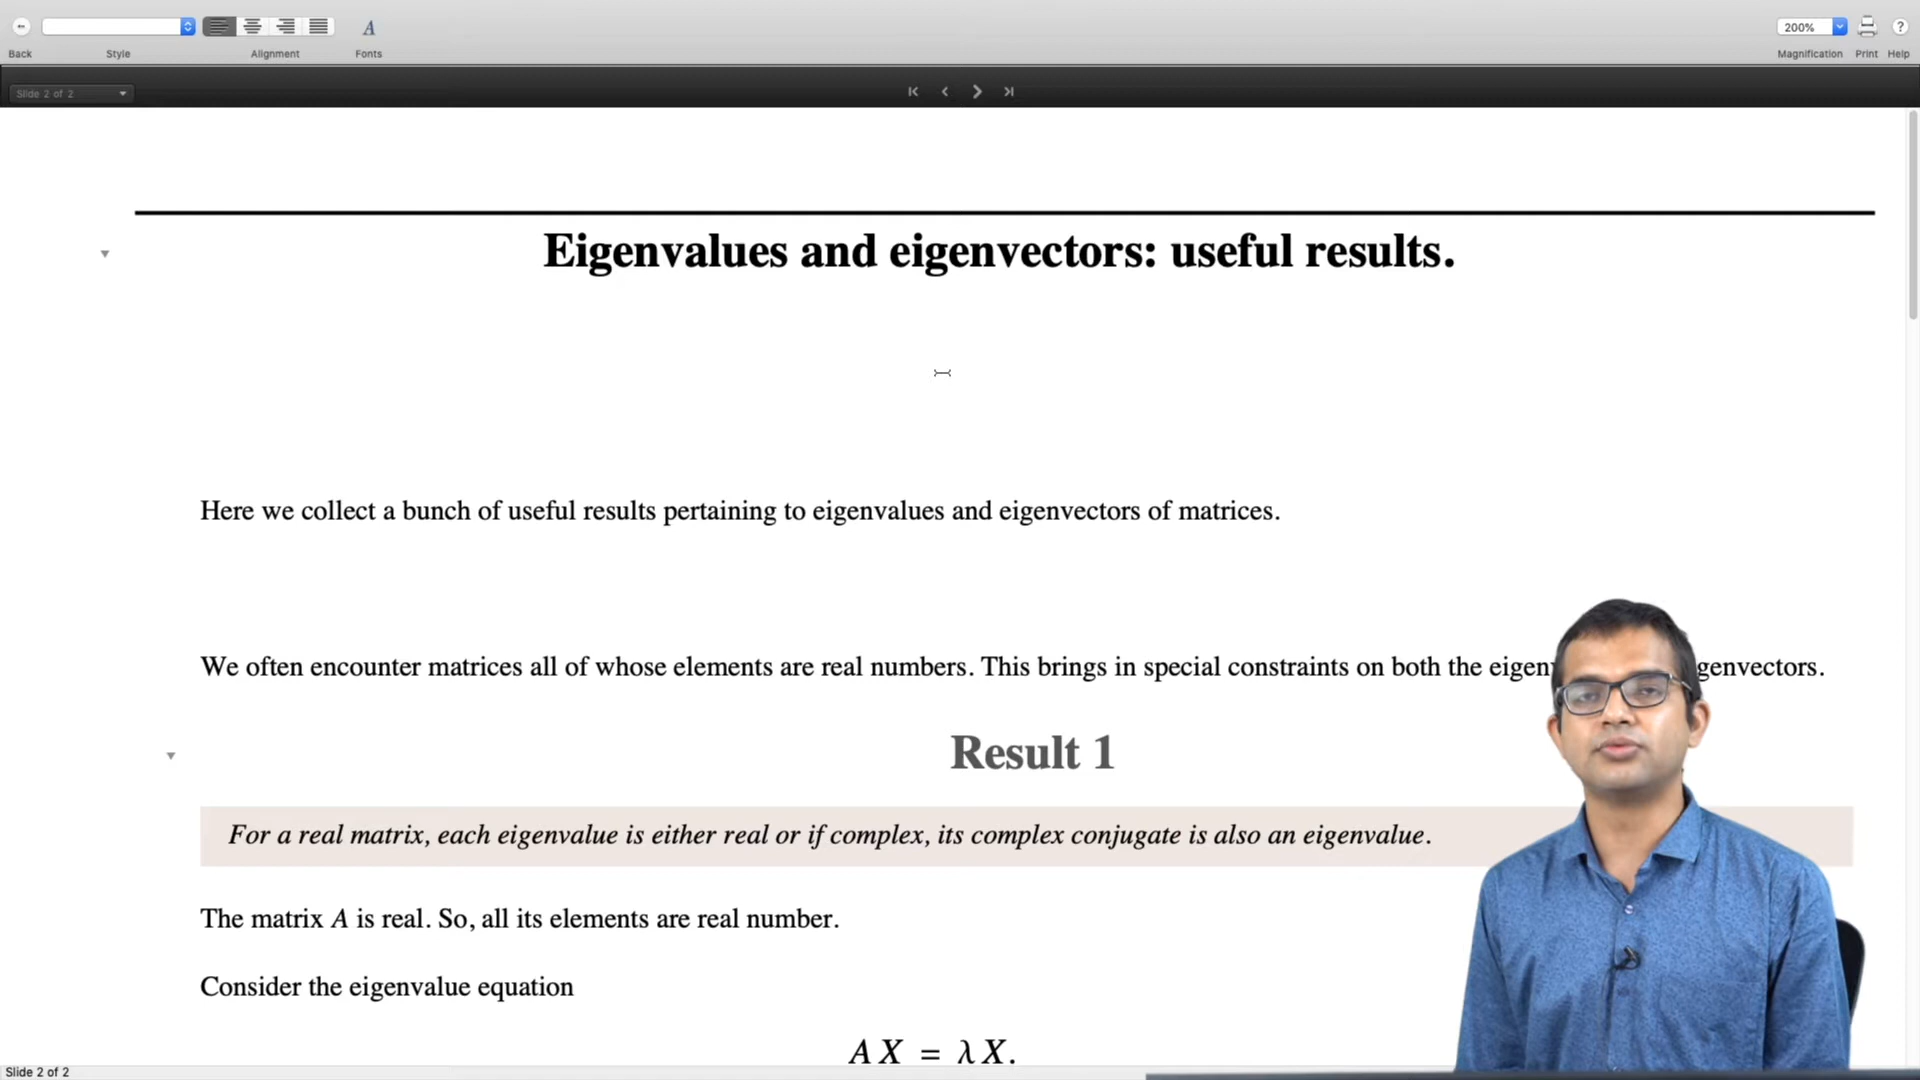 200%
Back
Style
Alignment
Fonts
Magnification
Print
Help
Slide 2 of 2
Eigenvalues and eigenvectors: useful results.
Here we collect a bunch of useful results pertaining to eigenvalues and eigenvectors of matrices.
We often encounter matrices all of whose elements are real numbers. This brings in special constraints on both the eigen genvectors.
Result 1
For a real matrix, each eigenvalue is either real or if complex, its complex conjugate is also an eigenvalue.
The matrix A is real. So, all its elements are real number.
Consider the eigenvalue equation
A X = λ X.
Slide 2 of 2